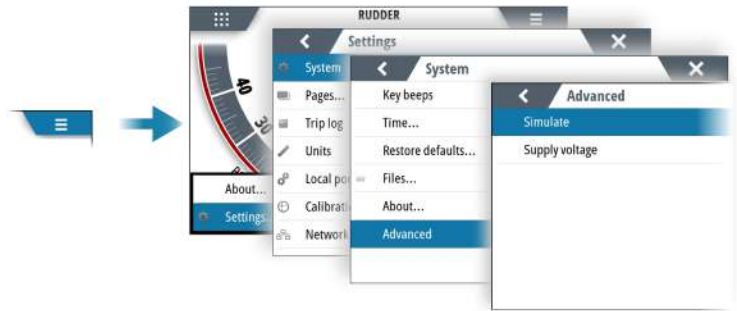 RUDDER
40
30
About...
Settings
Settings
System
Pages...
Trip log
Units
Local
Network
System
Key beeps
Time...
Restore defaults...
Files...
About...
Advanced
Advanced
Simulate
Supply voltage